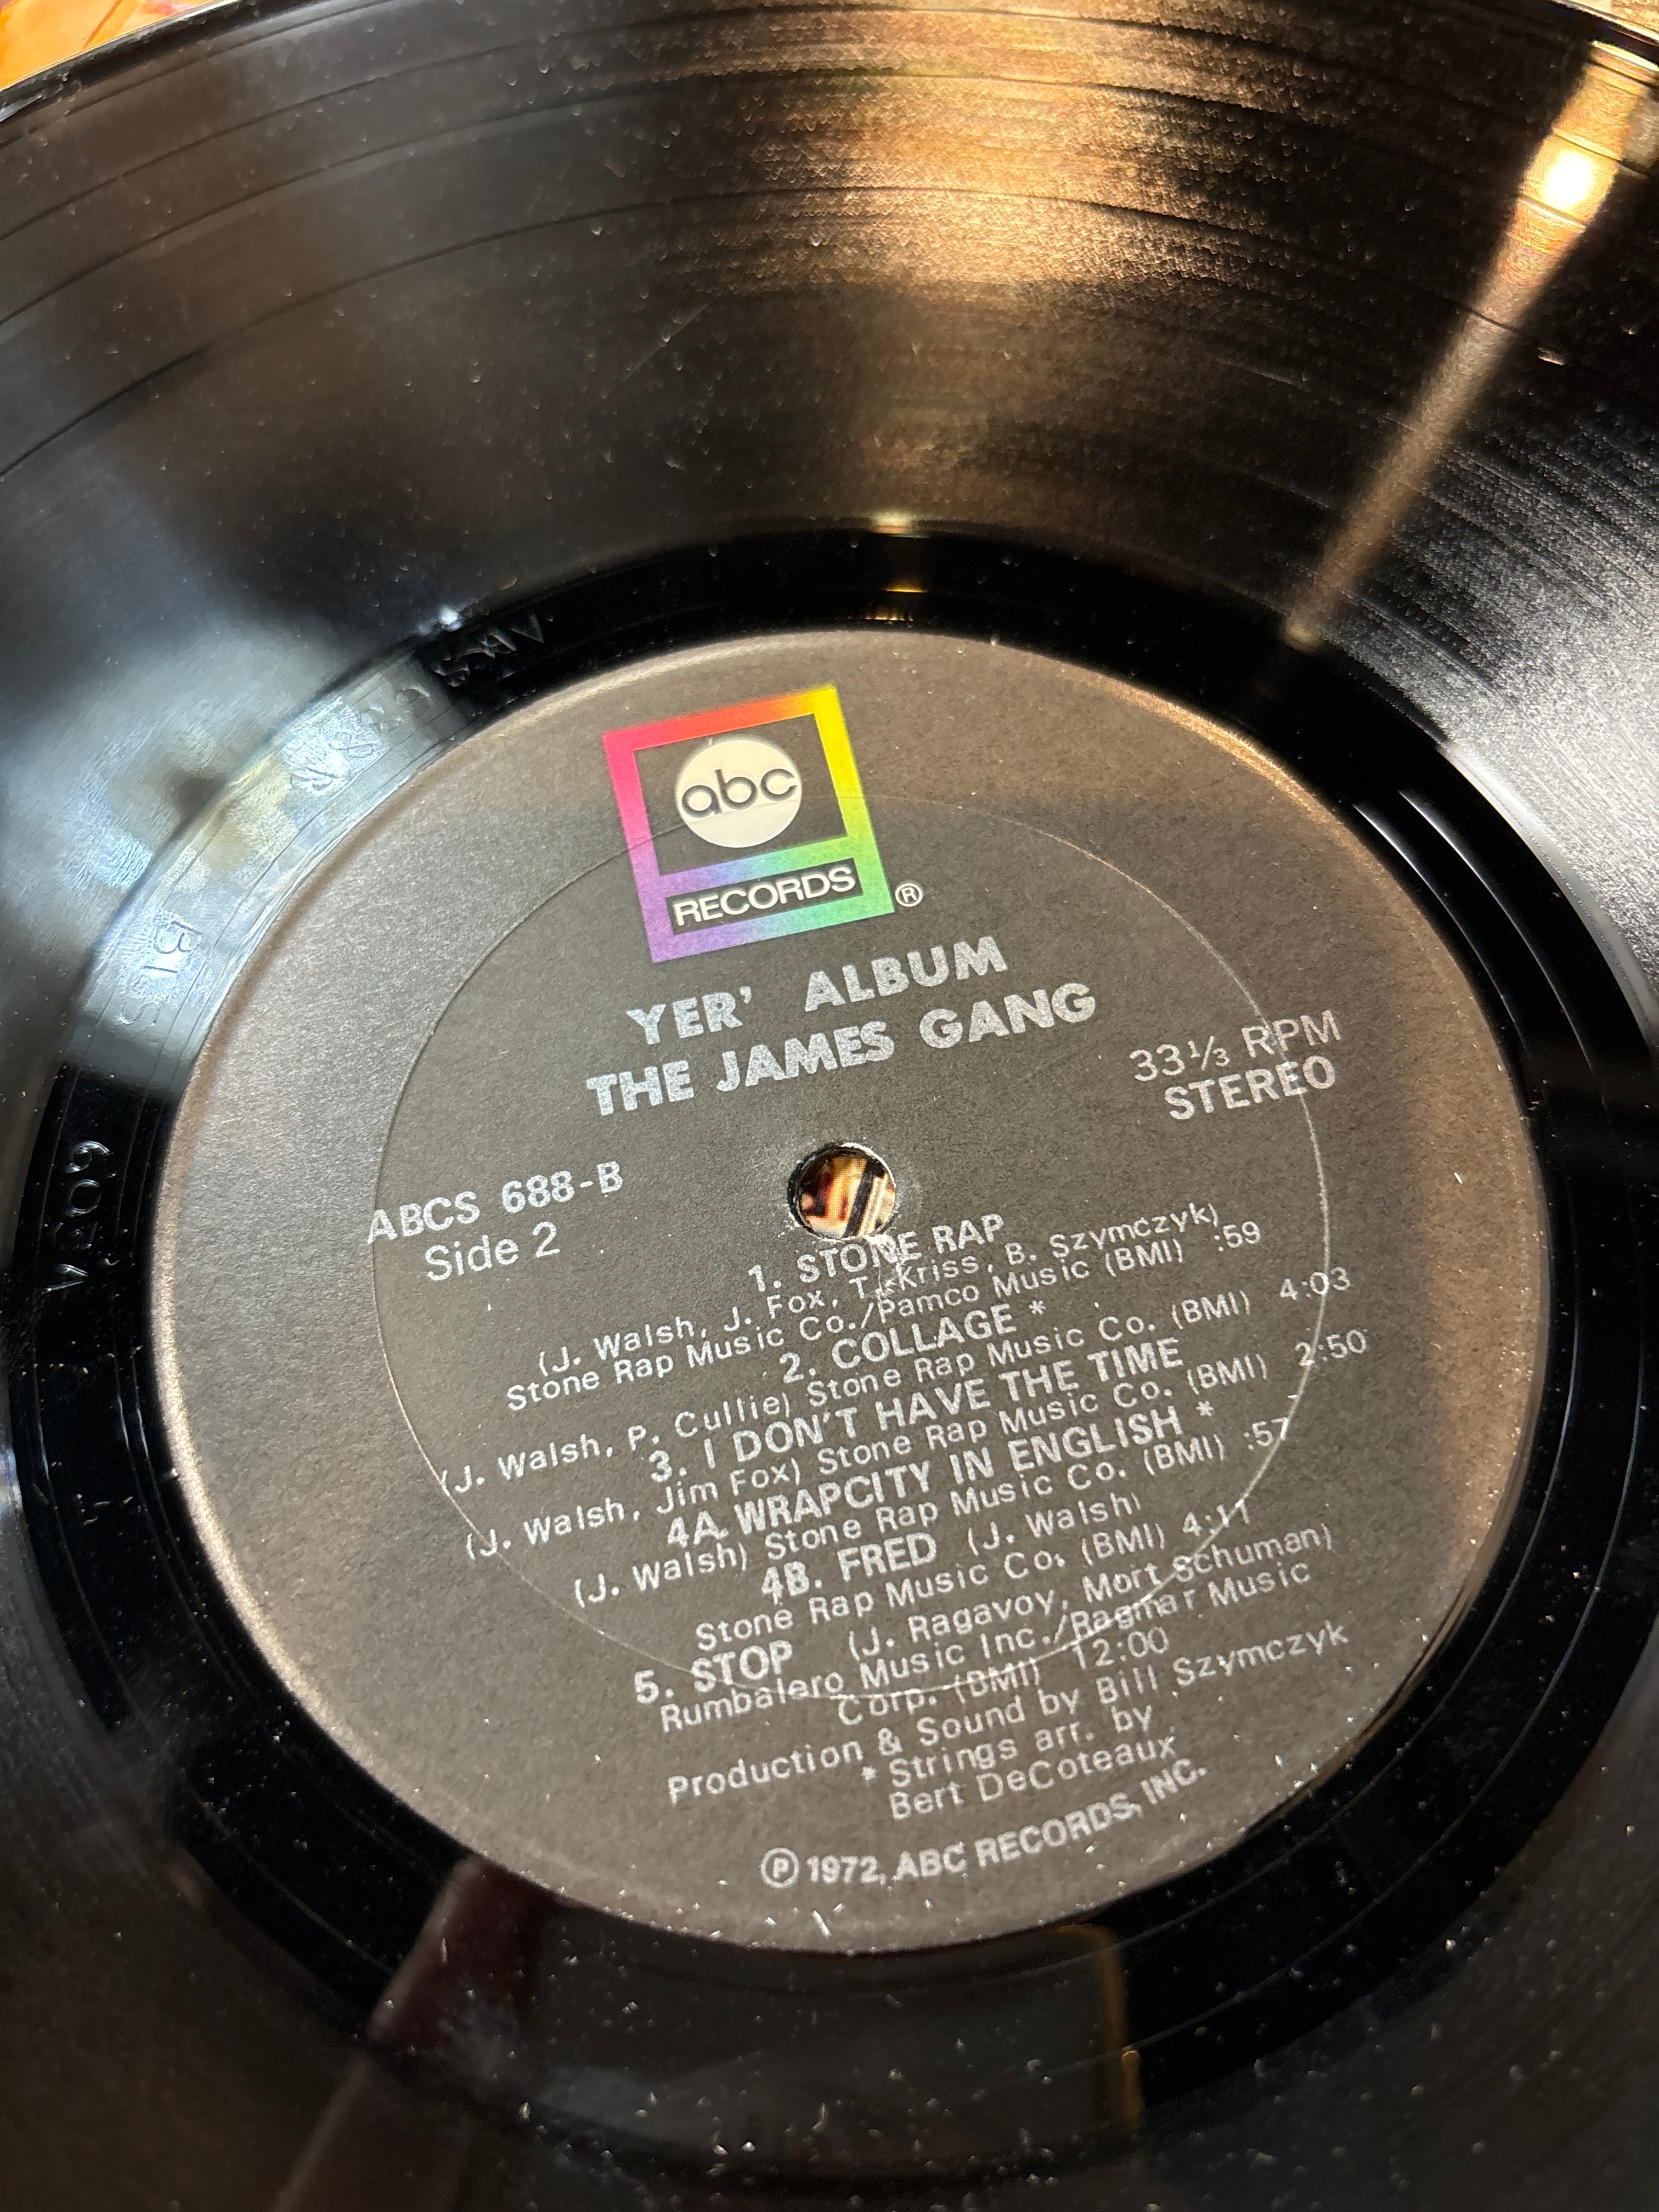 abc
RECORDS ®
YER' ALBUM
THE JAMES GANG
33⅓ RPM
STEREO
ABCS 688-B
Side 2
1. STONE RAP
(J. Walsh, J. Fox, T. Kriss, B. Szymczyk)
Stone Rap Music Co./Pamco Music (BMI) :59
2. COLLAGE *
(J. Walsh, P. Cullie) Stone Rap Music Co. (BMI) 4:03
3. I DON'T HAVE THE TIME
(J. Walsh, Jim Fox) Stone Rap Music Co. (BMI) 2:50
4A. WRAPCITY IN ENGLISH *
(J. Walsh) Stone Rap Music Co. (BMI) :57
4B. FRED (J. Walsh)
Stone Rap Music Co. (BMI) 4:11
5. STOP (J. Ragavoy, Mort Schuman)
Rumbalero Music Inc./Ragmar Music
Corp. (BMI) 12:00
Production & Sound by Bill Szymczyk
* Strings arr. by
Bert DeCoteaux
℗ 1972, ABC RECORDS, INC.
ABCS